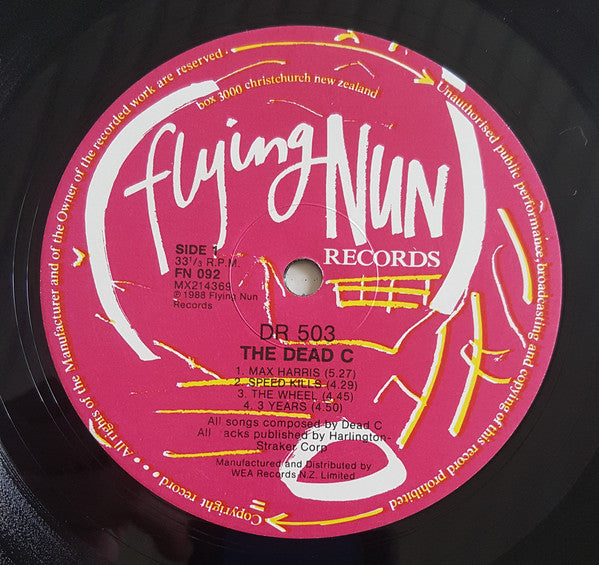 All rights of the Manufacturer and of the Owner of the recorded work are reserved .
Unauthorised public performance, broadcasting and copying of this record prohibited
Copyright record ...
box 3000 christchurch new zealand
flying NUN
RECORDS
SIDE 1
33 1/3 R.P.M.
FN 092
MX214369
℗ 1988 Flying Nun
Records
DR 503
THE DEAD C
1. MAX HARRIS (5.27)
2. SPEED KILLS (4.29)
3. THE WHEEL (4.45)
4. 3 YEARS (4.50)
All songs composed by Dead C
All acks published by Harlington-
Straker Corp
Manufactured and Distributed by
WEA Records N.Z. Limited